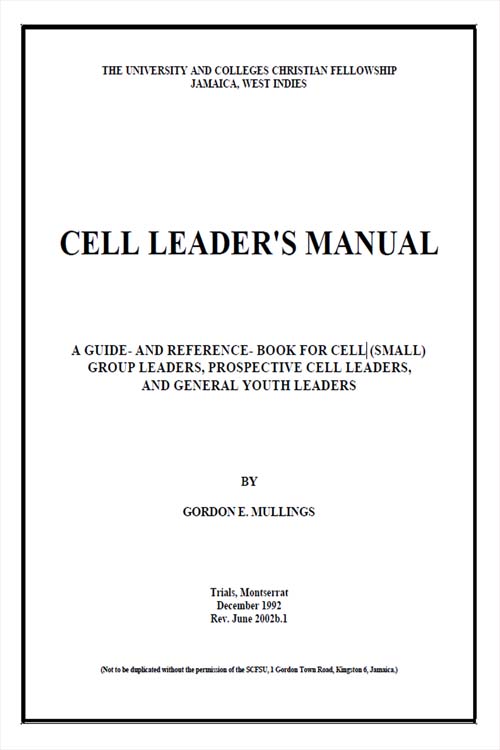 THE UNIVERSITY AND COLLEGES CHRISTIAN FELLOWSHIP
JAMAICA, WEST INDIES
CELL LEADER'S MANUAL
A GUIDE- AND REFERENCE- BOOK FOR CELL (SMALL)
GROUP LEADERS, PROSPECTIVE CELL LEADERS,
AND GENERAL YOUTH LEADERS
BY
GORDON E. MULLINGS
Trials, Montserrat
December 1992
Rev. June 2002b.1
(Not to be duplicated without the permission of the SCFSU, 1 Gordon Town Road, Kingston 6, Jamaica.)